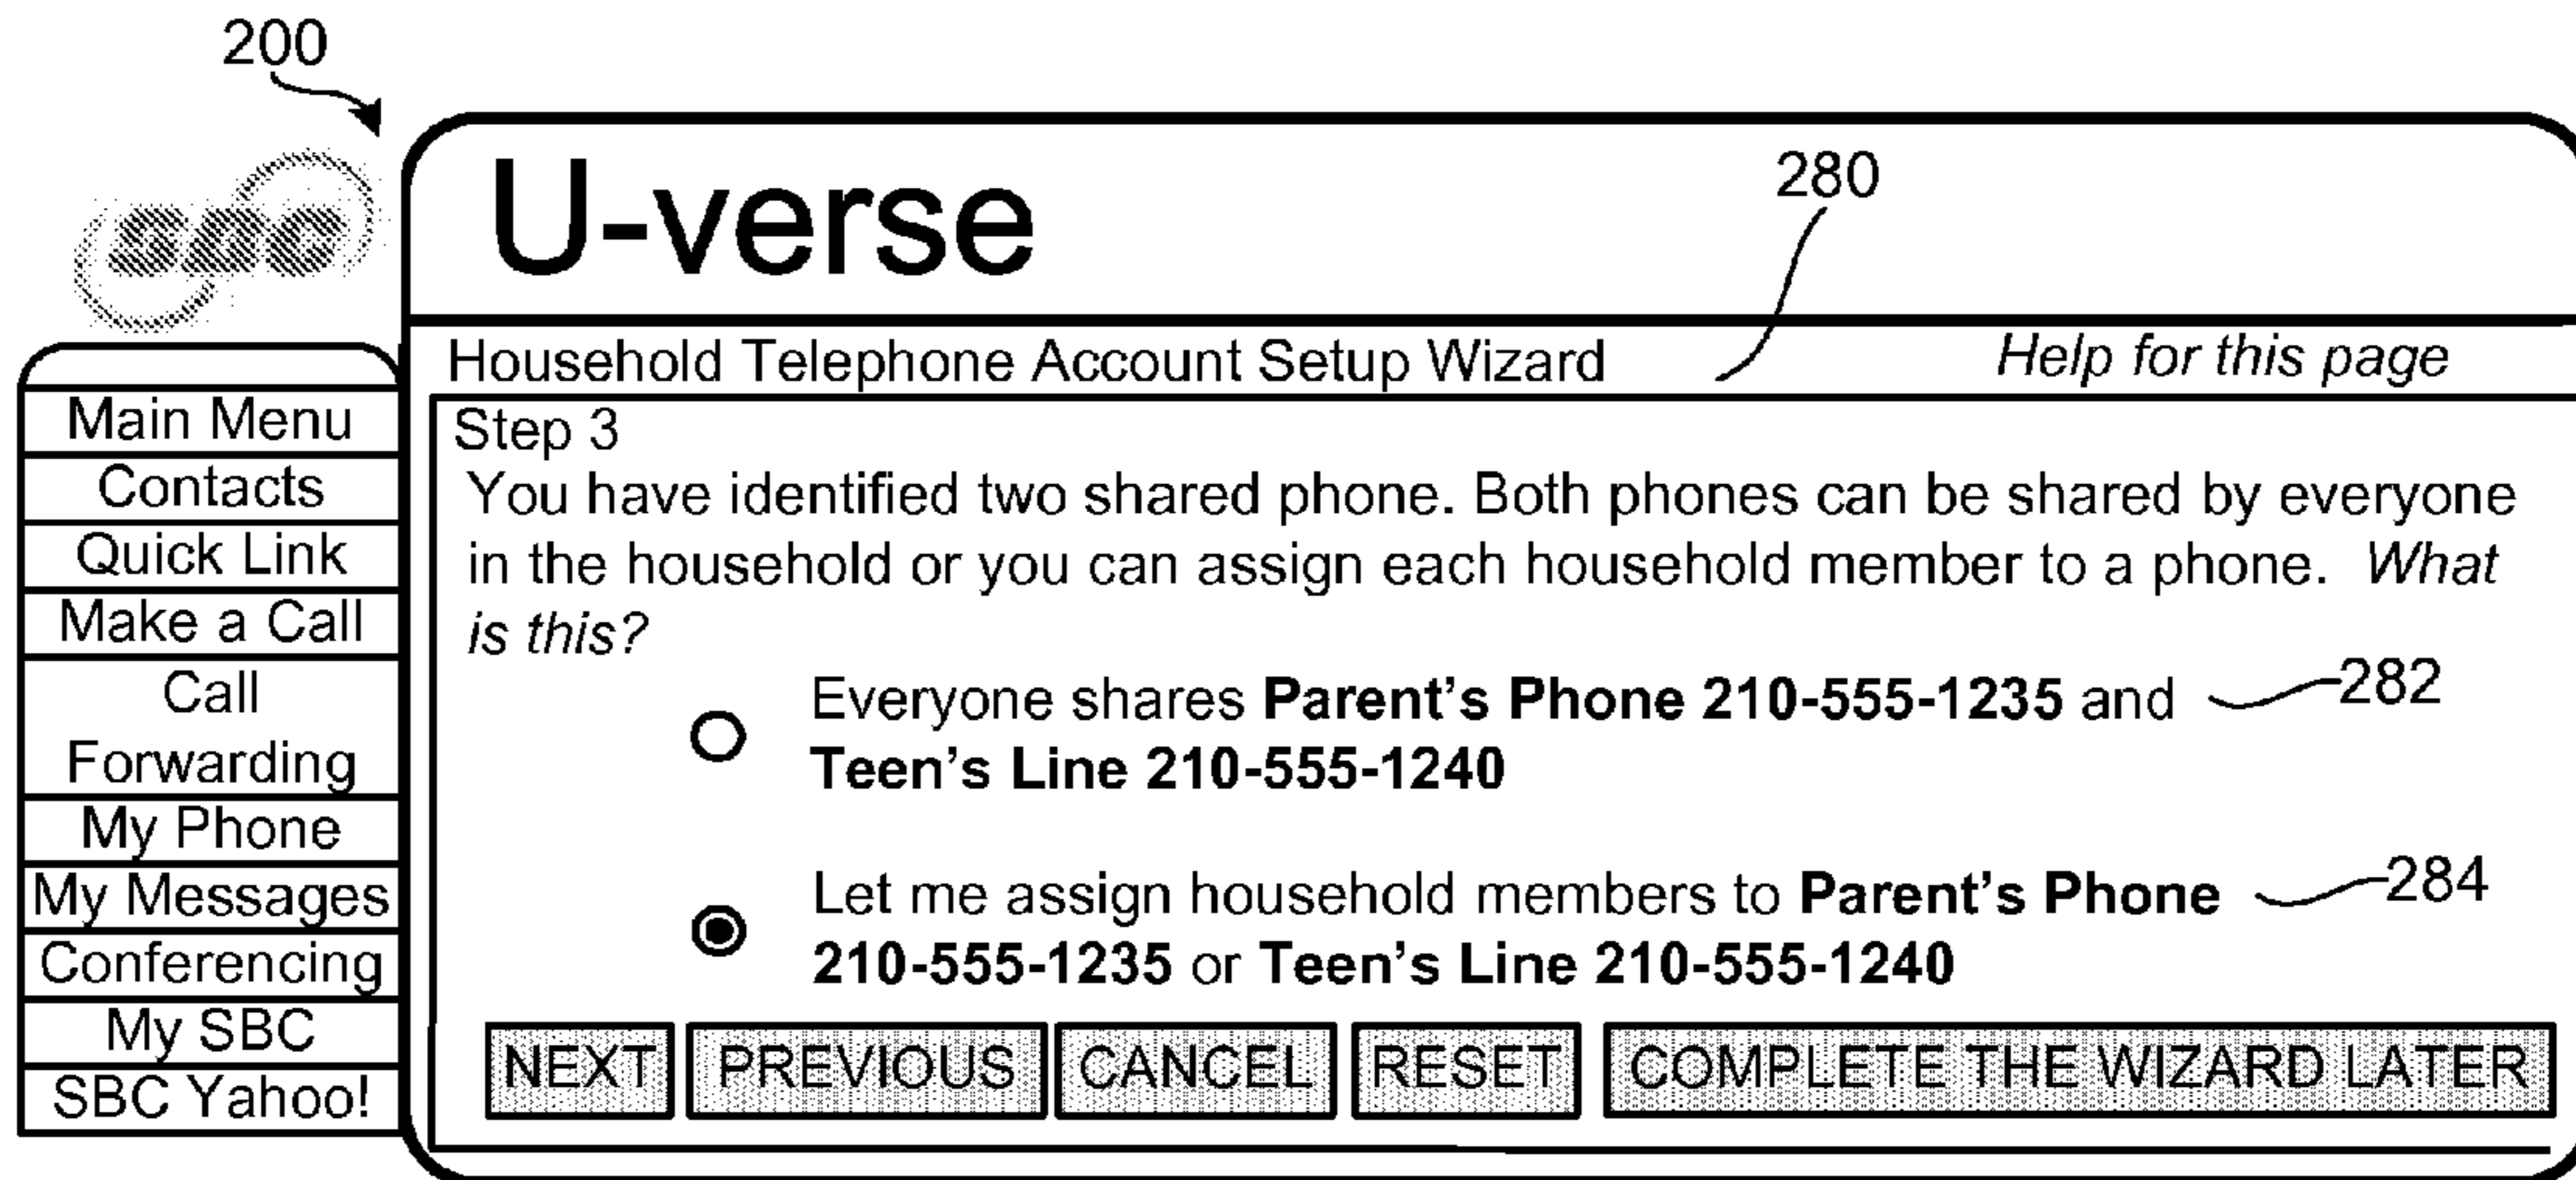 200
SBC
U-verse
280
Household Telephone Account Setup Wizard
Help for this page
Main Menu
Contacts
Quick Link
Make a Call
Call
Forwarding
My Phone
My Messages
Conferencing
My SBC
SBC Yahoo!
Step 3
You have identified two shared phone. Both phones can be shared by everyone
in the household or you can assign each household member to a phone. What
is this?
Everyone shares Parent's Phone 210-555-1235 and
282
Teen's Line 210-555-1240
Let me assign household members to Parent's Phone
284
210-555-1235 or Teen's Line 210-555-1240
NEXT PREVIOUS CANCEL RESET COMPLETE THE WIZARD LATER